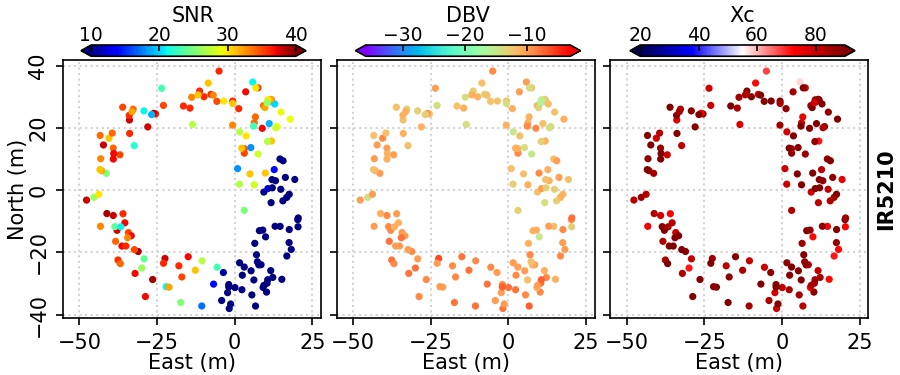 SNR DBV Xc
10 20 30 40 −30 −20 −10 20 40 60 80
40
20
0
−20
−40
North (m)
−50 −25 0 25 −50 −25 0 25 −50 −25 0 25
East (m) East (m) East (m)
IR5210